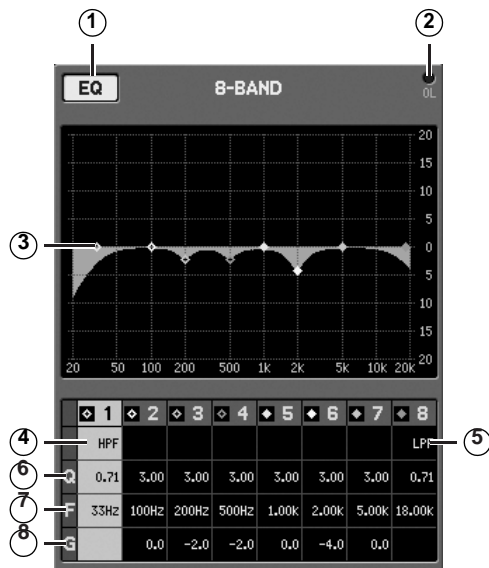 1 2
EQ 8-BAND
OL
20
15
10
5
3 0
5
10
15
20 50 100 200 500 1k 2k 5k 10k 20k 20
1 2 3 4 5 6 7 8
4 HPF 5
6 Q 0.71 3.00 3.00 3.00 3.00 3.00 3.00 0.71
7 F 33Hz 100Hz 200Hz 500Hz 1.00k 2.00k 5.00k 18.00k
8 G 0.0 -2.0 -2.0 0.0 -4.0 0.0